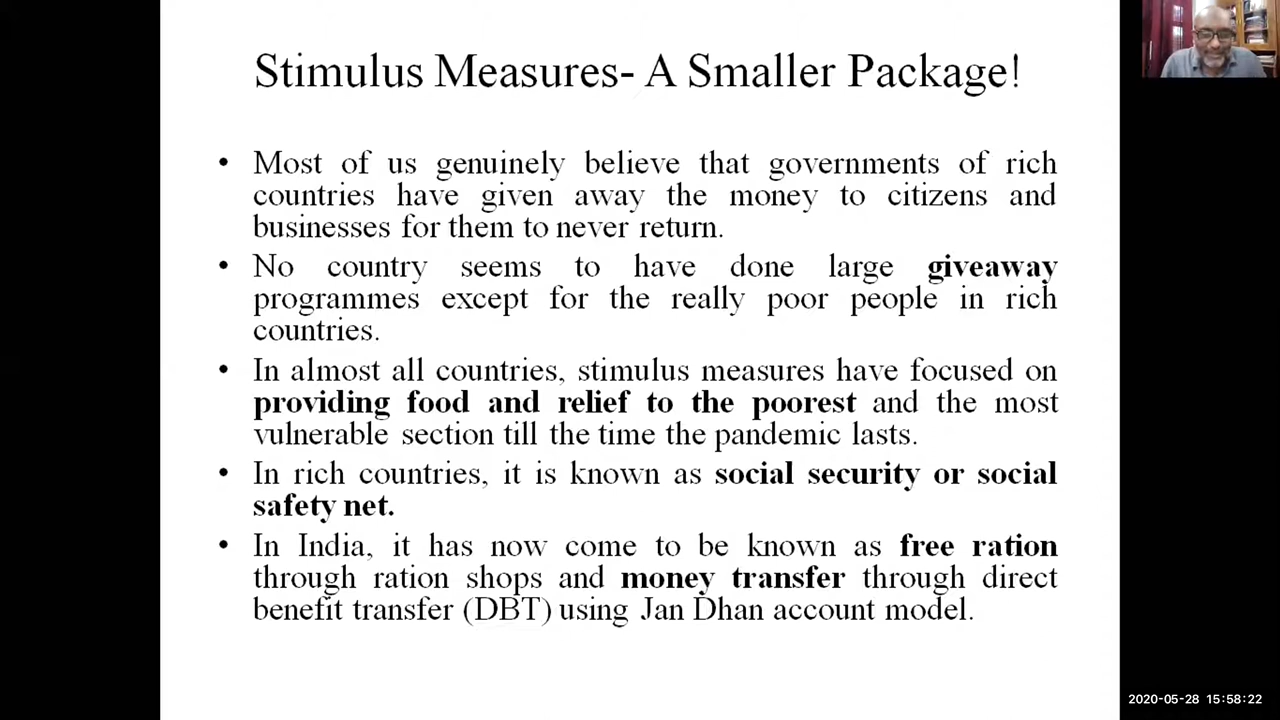 Stimulus Measures- A Smaller Package!
• Most of us genuinely believe that governments of rich
countries have given away the money to citizens and
businesses for them to never return.
• No country seems to have done large giveaway
programmes except for the really poor people in rich
countries.
• In almost all countries, stimulus measures have focused on
providing food and relief to the poorest and the most
vulnerable section till the time the pandemic lasts.
• In rich countries, it is known as social security or social
safety net.
• In India, it has now come to be known as free ration
through ration shops and money transfer through direct
benefit transfer (DBT) using Jan Dhan account model.
2020-05-28 15:58:22